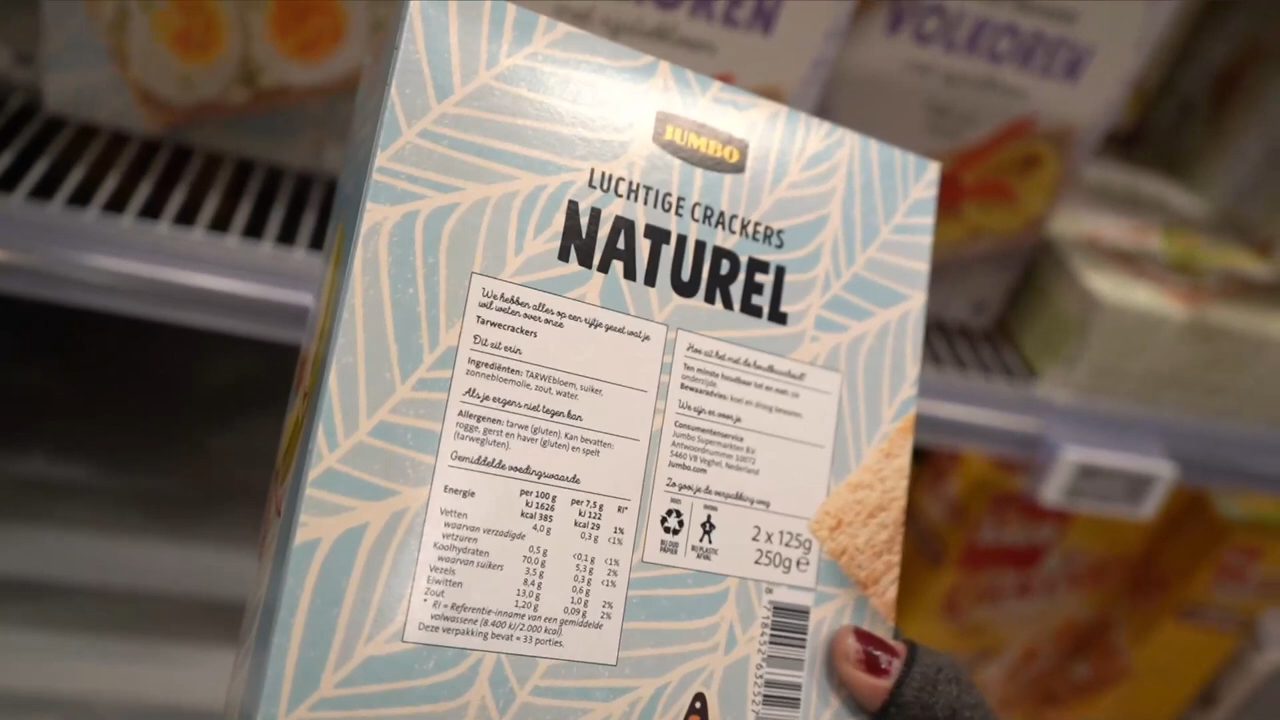 VOLKOREN
JUMBO
LUCHTIGE CRACKERS
NATUREL
We hebben alles op een rijtje gezet wat je
wil weten over onze
Tarwecrackers
Dit zit erin
Ingrediënten: TARWEbloem, suiker,
zonnebloemolie, zout, water.
Als je ergens niet tegen kan
Allergenen: tarwe (gluten). Kan bevatten:
rogge, gerst en haver (gluten) en spelt
(tarwegluten).
Gemiddelde voedingswaarde
per 100 g per 7,5 g RI*
Energie kJ 1626 kJ 122
kcal 385 kcal 29 1%
Vetten 4,0 g 0,3 g <1%
waarvan verzadigde
vetzuren 0,5 g <0,1 g <1%
Koolhydraten 70,0 g 5,3 g 2%
waarvan suikers 3,5 g 0,3 g <1%
Vezels 8,4 g 0,6 g
Eiwitten 13,0 g 1,0 g 2%
Zout 1,20 g 0,09 g 2%
* RI = Referentie-inname van een gemiddelde
volwassene (8.400 kJ/2.000 kcal).
Deze verpakking bevat = 33 porties.
Hoe zit het met de houdbaarheid?
Ten minste houdbaar tot en met: zie
onderzijde.
Bewaaradvies: koel en droog bewaren.
We zijn er voor je
Consumentenservice
Jumbo Supermarkten B.V.
Antwoordnummer 10072
5460 VB Veghel, Nederland
Jumbo.com
Zo gooi je de verpakking weg
DOOS
BIJ OUD
PAPIER
BIJ PLASTIC
AFVAL
2 x 125g
250g e
8 718452 632527